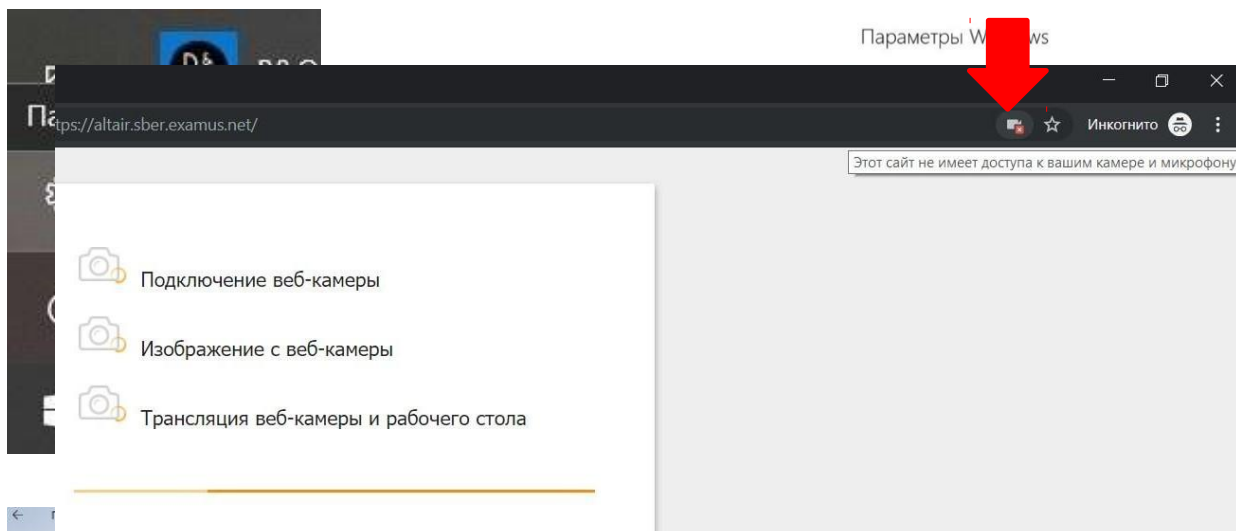 Параметры
tps://altair.sber.examus.net/
Инкогнито
Этот сайт не имеет доступа к вашим камере и микрофону
Подключение веб-камеры
Изображение с веб-камеры
Трансляция веб-камеры и рабочего стола